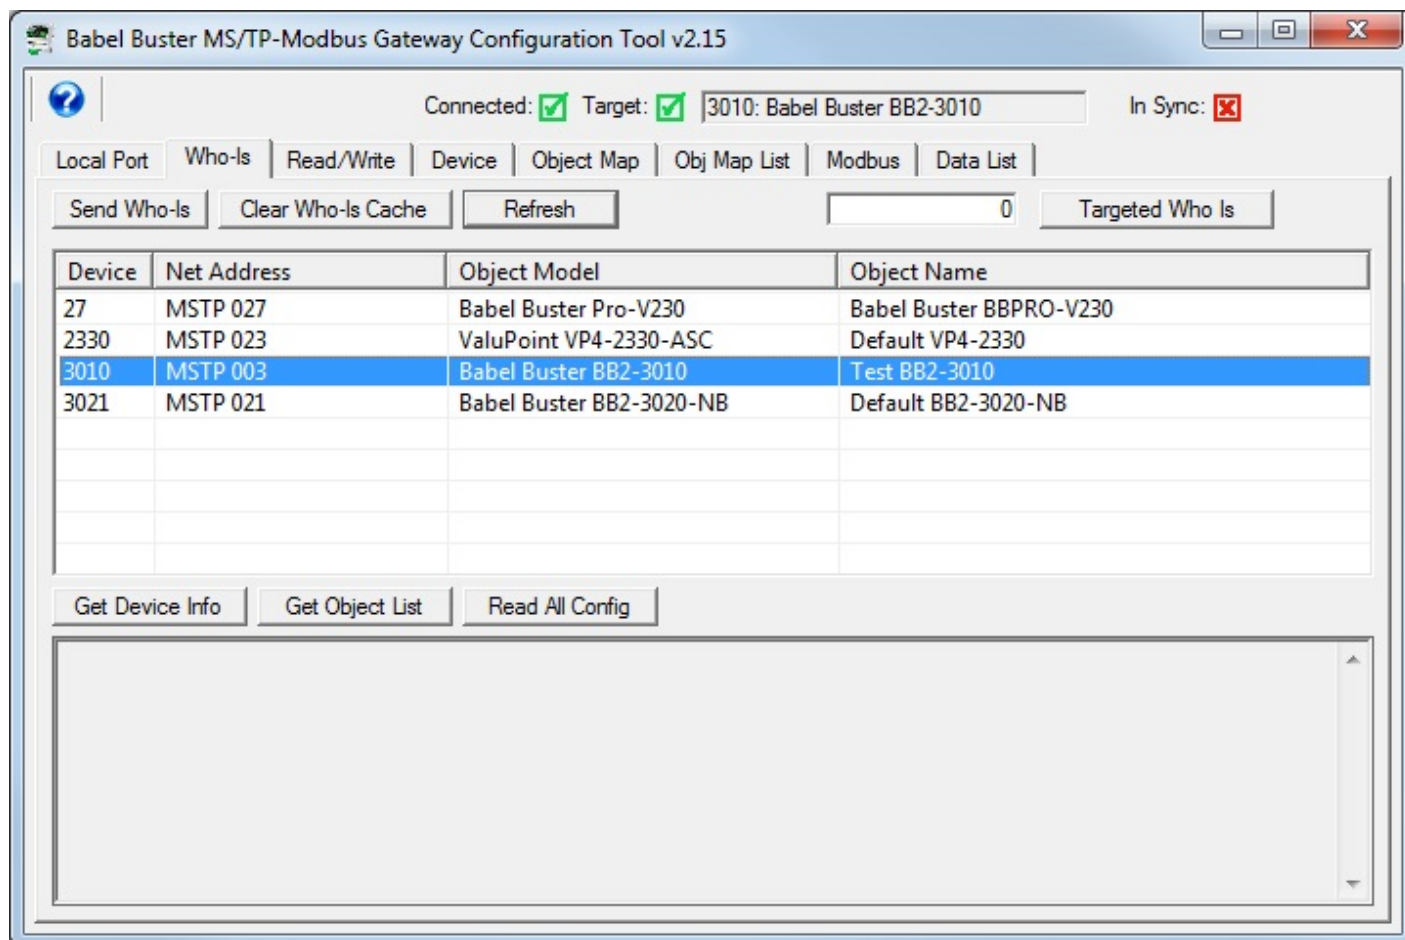 Babel Buster MS/TP-Modbus Gateway Configuration Tool v2.15
Connected: Target: 3010: Babel Buster BB2-3010 In Sync:
Local Port Who-Is Read/Write Device Object Map Obj Map List Modbus Data List
Send Who-Is Clear Who-Is Cache Refresh 0 Targeted Who Is
Device Net Address Object Model Object Name
27 MSTP 027 Babel Buster Pro-V230 Babel Buster BBPRO-V230
2330 MSTP 023 ValuPoint VP4-2330-ASC Default VP4-2330
3010 MSTP 003 Babel Buster BB2-3010 Test BB2-3010
3021 MSTP 021 Babel Buster BB2-3020-NB Default BB2-3020-NB
Get Device Info Get Object List Read All Config